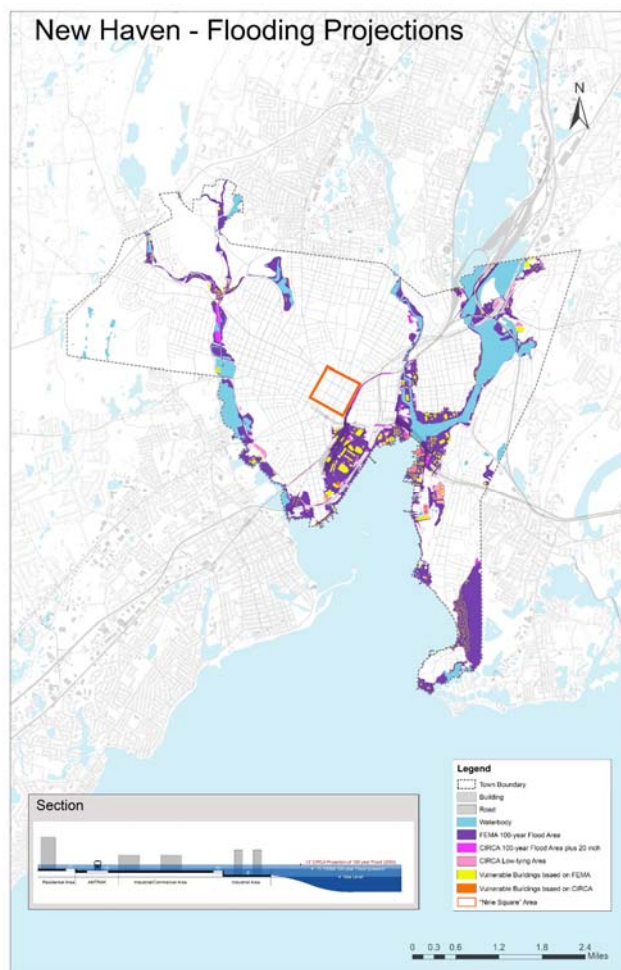 New Haven - Flooding Projections
N
Legend
Town Boundary
Building
Road
Waterbody
FEMA 100-year Flood Area
CIRCA 100-year Flood Area plus 20 inch
CIRCA Low-lying Area
Vulnerable Buildings based on FEMA
Vulnerable Buildings based on CIRCA
"Nine Square" Area
Section
Residential Area
AMTRAK
Industrial/Commercial Area
Industrial Area
0 0.3 0.6 1.2 1.8 2.4
Miles